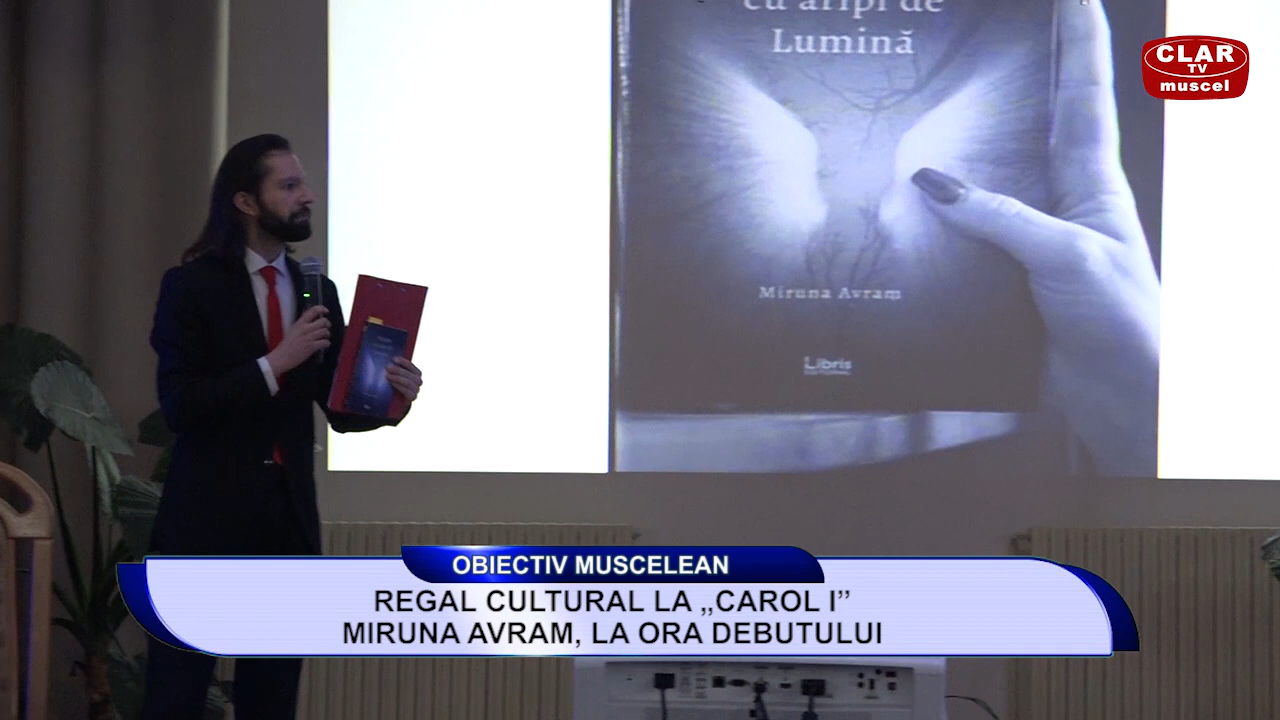 cu aripi de
Lumină
Miruna Avram
Libris
CLAR
TV
muscel
OBIECTIV MUSCELEAN
REGAL CULTURAL LA „CAROL I”
MIRUNA AVRAM, LA ORA DEBUTULUI